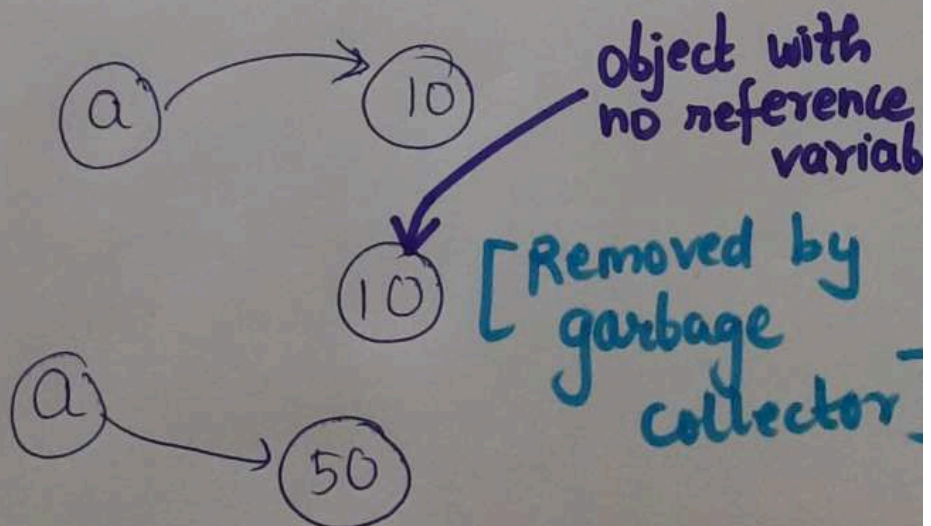 a
10
object with
no reference
variab
10
[Removed by
garbage
collector]
a
50